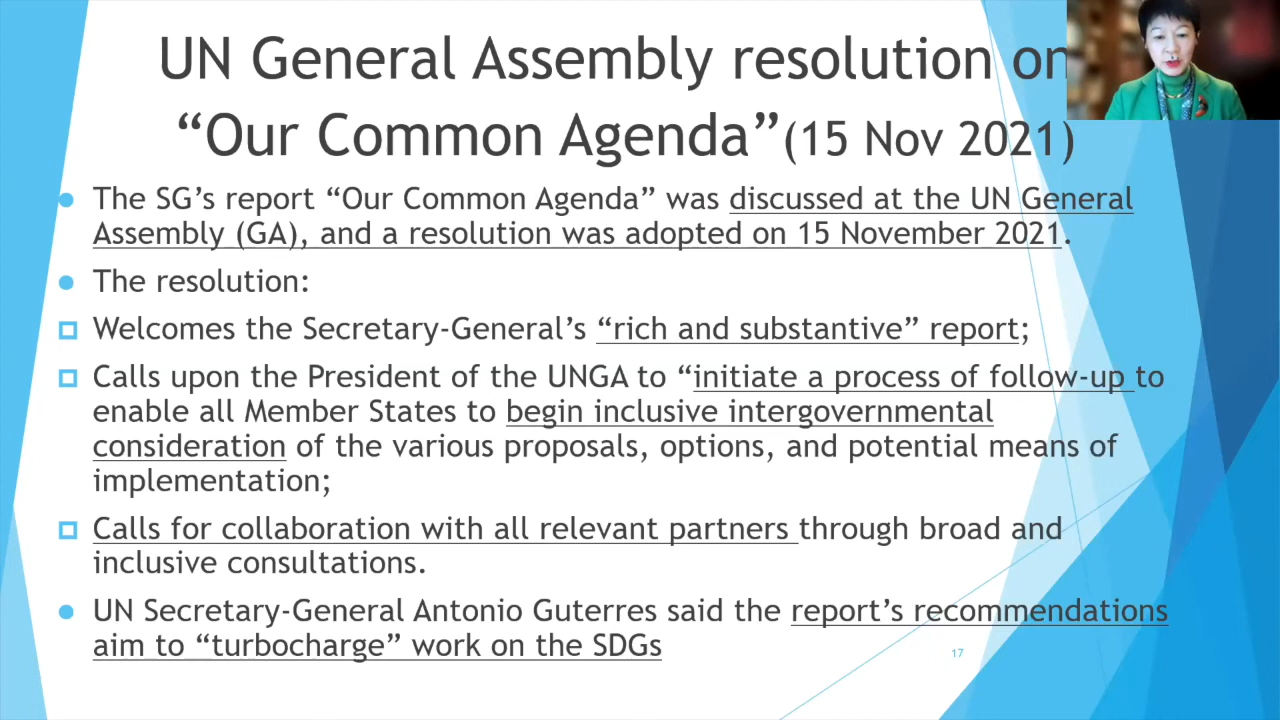 UN General Assembly resolution on
“Our Common Agenda”(15 Nov 2021)
The SG’s report “Our Common Agenda” was discussed at the UN General
Assembly (GA), and a resolution was adopted on 15 November 2021.
The resolution:
Welcomes the Secretary-General’s “rich and substantive” report;
Calls upon the President of the UNGA to “initiate a process of follow-up to
enable all Member States to begin inclusive intergovernmental
consideration of the various proposals, options, and potential means of
implementation;
Calls for collaboration with all relevant partners through broad and
inclusive consultations.
UN Secretary-General Antonio Guterres said the report’s recommendations
aim to “turbocharge” work on the SDGs
17